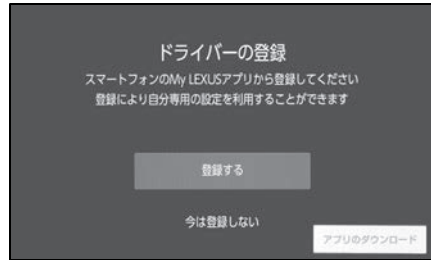 ドライバーの登録
スマートフォンのMy LEXUSアプリから登録してください
登録により自分専用の設定を利用することができます
登録する
今は登録しない
アプリのダウンロード